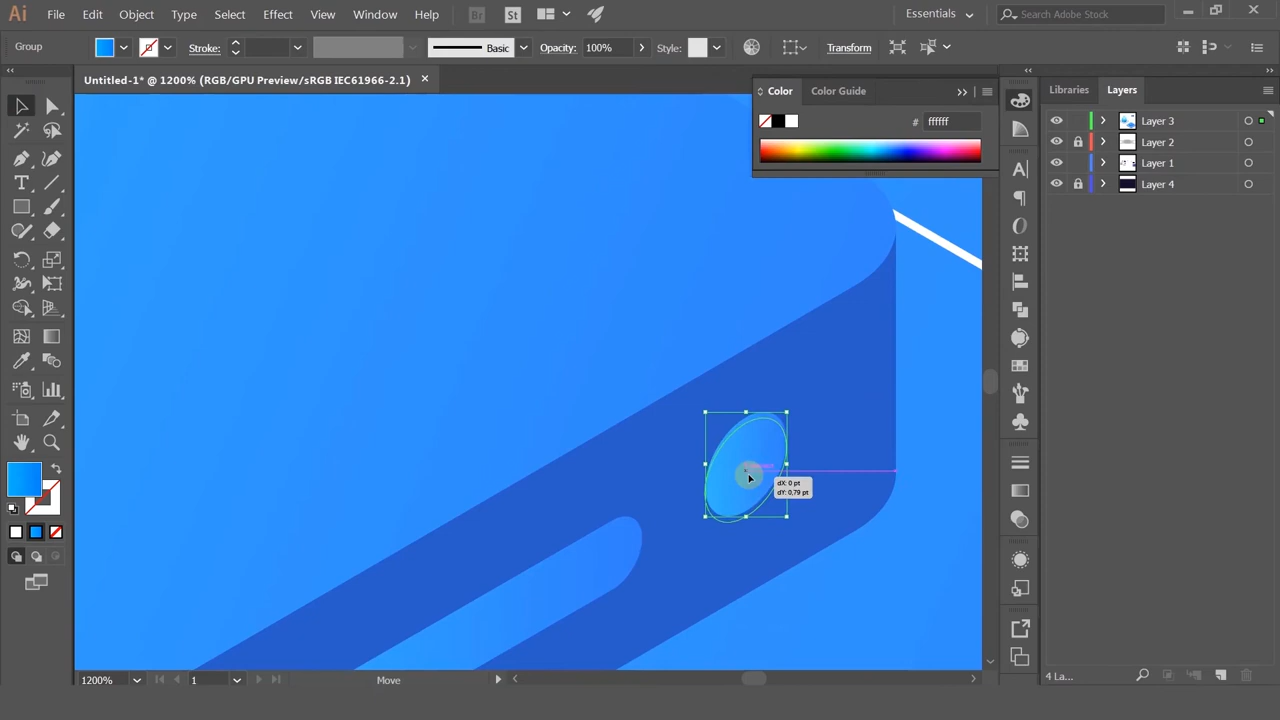 Ai File Edit Object Type Select Effect View Window Help Br St Essentials Search Adobe Stock
Group Stroke: Basic Opacity: 100% Style: Transform
Untitled-1* @ 1200% (RGB/GPU Preview/sRGB IEC61966-2.1)
Color Color Guide
# ffffff
Libraries Layers
Layer 3
Layer 2
Layer 1
Layer 4
dX: 0 pt
dY: 0,79 pt
1200% 1 Move
4 La...